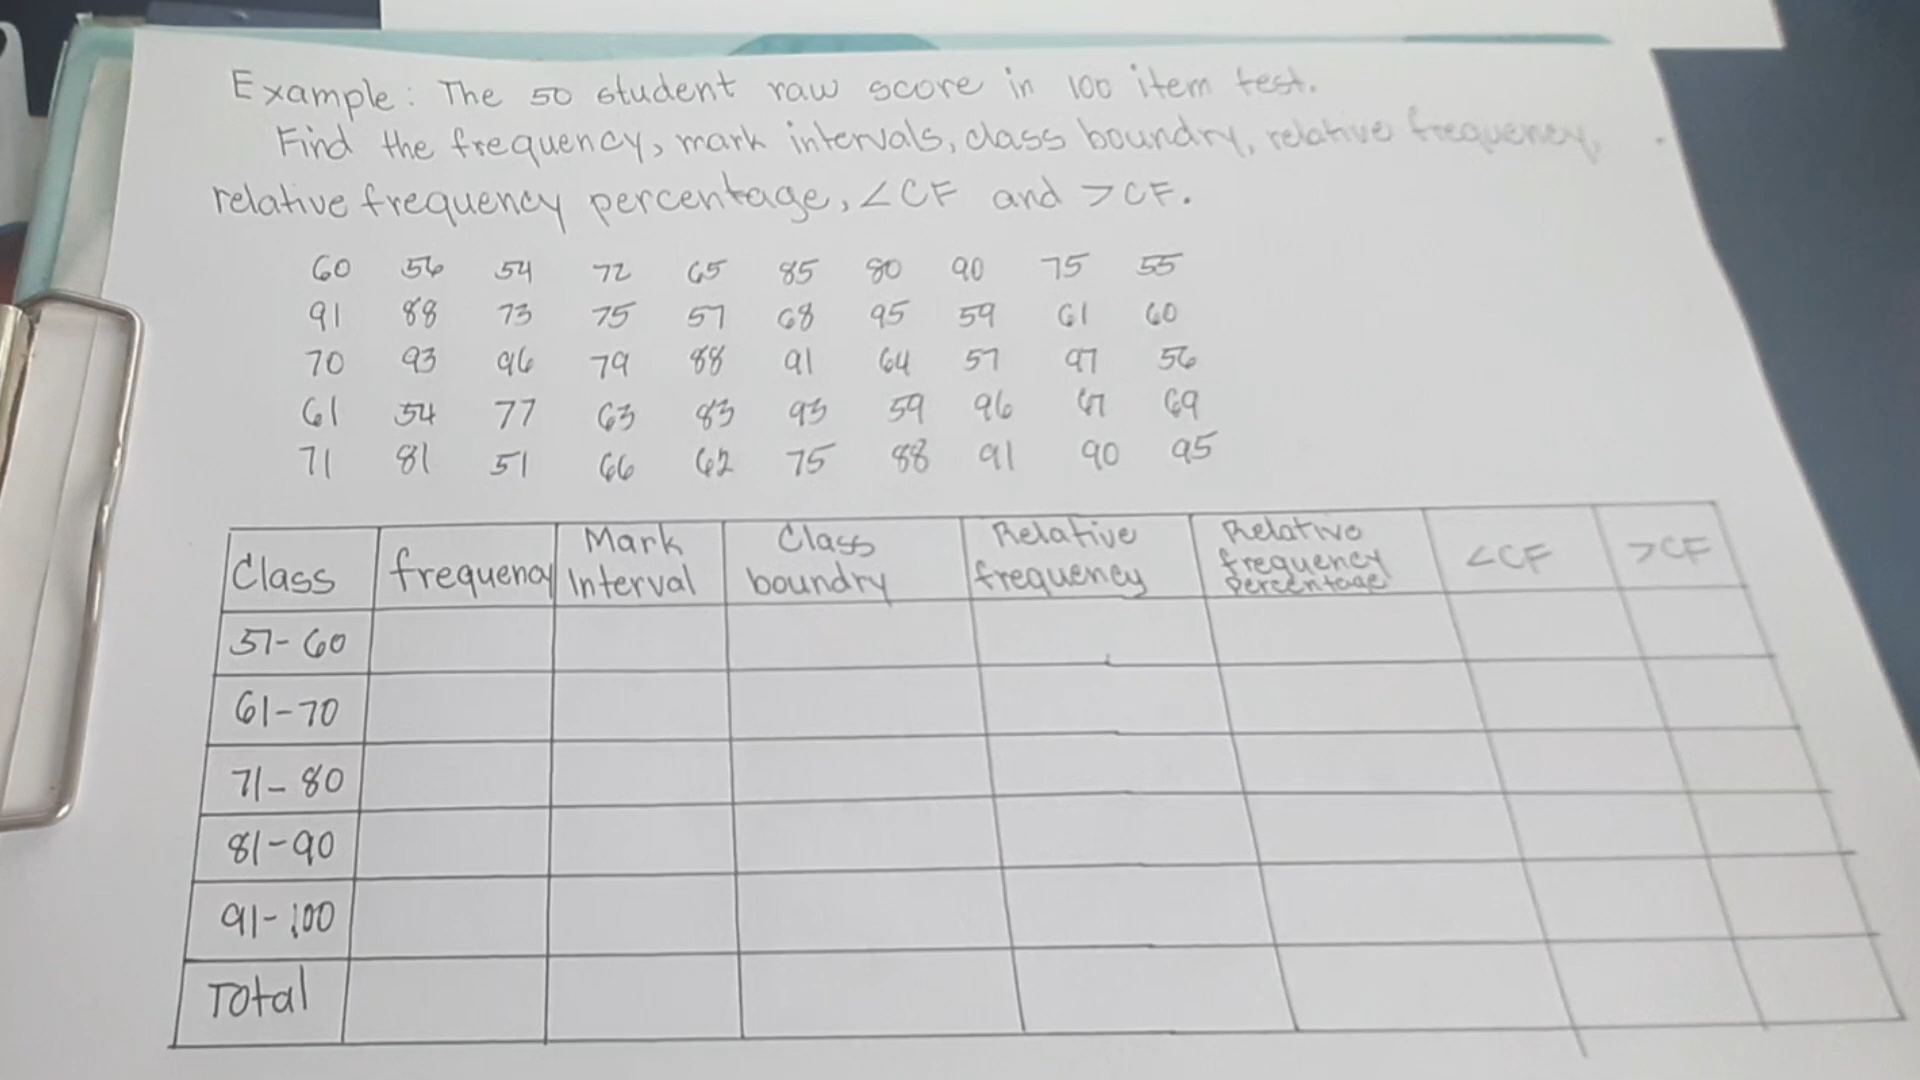 Example: The 50 student raw score in 100 item test.
Find the frequency, mark intervals, class boundry, relative frequency,
relative frequency percentage, <CF and >CF.
60 56 54 72 65 85 80 90 75 55
91 88 73 75 57 68 95 59 61 60
70 93 96 79 88 91 64 57 97 56
61 54 77 63 83 93 59 96 67 69
71 81 51 66 62 75 88 91 90 95
Class frequency Mark Interval Class boundry Relative frequency Relative frequency percentage <CF >CF
51-60
61-70
71-80
81-90
91-100
Total